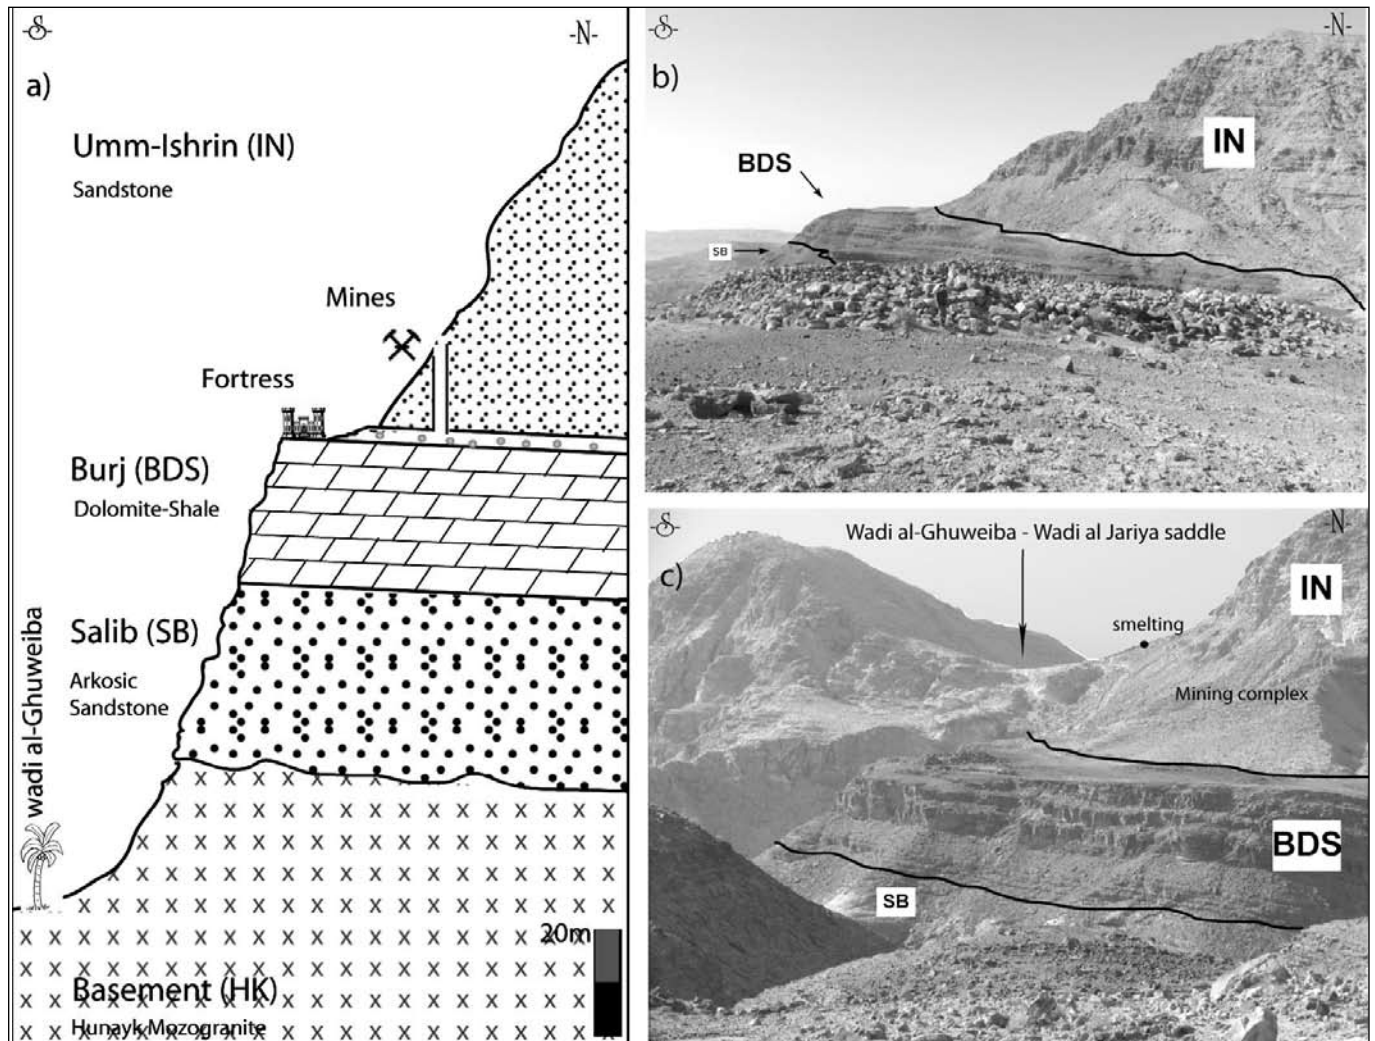 -S-
-N-
a)
Umm-Ishrin (IN)
Sandstone
Mines
Fortress
Burj (BDS)
Dolomite-Shale
Salib (SB)
Arkosic
Sandstone
wadi al-Ghuweiba
20m
Basement (HK)
Hunayk Mozogranite
-S-
-N-
b)
IN
BDS
SB
-S-
-N-
Wadi al-Ghuweiba - Wadi al Jariya saddle
c)
IN
smelting
Mining complex
BDS
SB